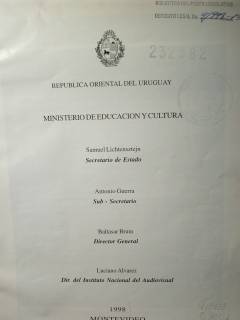 232382
REPUBLICA ORIENTAL DEL URUGUAY
MINISTERIO DE EDUCACION Y CULTURA
Samuel Lichtensztejn
Secretario de Estado
Antonio Guerra
Sub - Secretario
Baltasar Brum
Director General
Luciano Alvarez
Dir. del Instituto Nacional del Audiovisual
1998
MONTEVIDEO